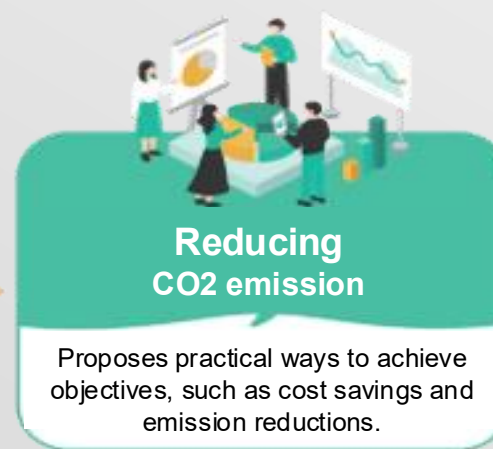 Reducing
CO2 emission
Proposes practical ways to achieve
objectives, such as cost savings and
emission reductions.